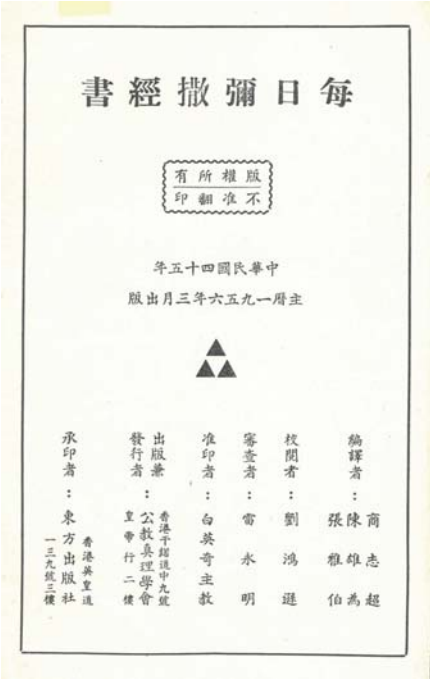 每日彌撒經書
版權所有
不准翻印
中華民國四十五年
主曆一九五六年三月出版
編譯者：
商志超
陳雄為
張雅伯
校閱者：劉鴻遜
審查者：雷永明
准印者：白英奇主教
出版兼
發行者：
公教真理學會
香港干諾道中九號
皇帝行二樓
承印者：東方出版社
香港英皇道
一三九號三樓